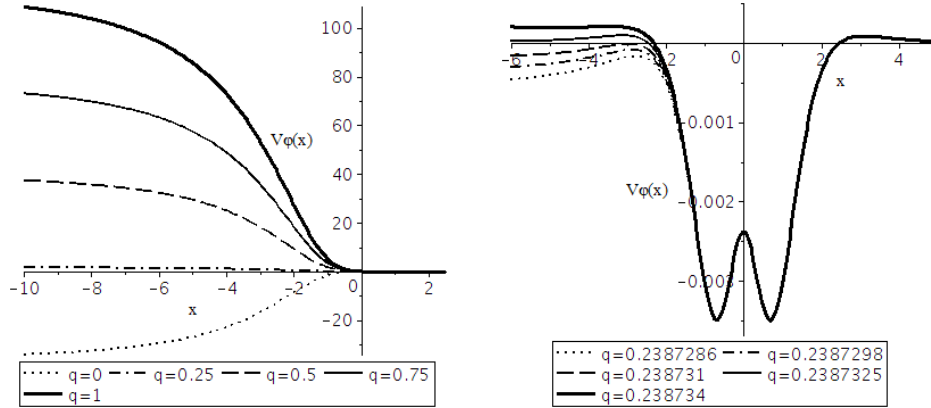 100
80
60
40
20
-20
Vφ(x)
-10 -8 -6 -4 -2 0 2
x
q=0 q=0.25 q=0.5 q=0.75
q=1
-6 -4 -2 0 2 4
x
-0.001
-0.002
-0.003
Vφ(x)
q=0.2387286 q=0.2387298
q=0.238731 q=0.2387325
q=0.238734